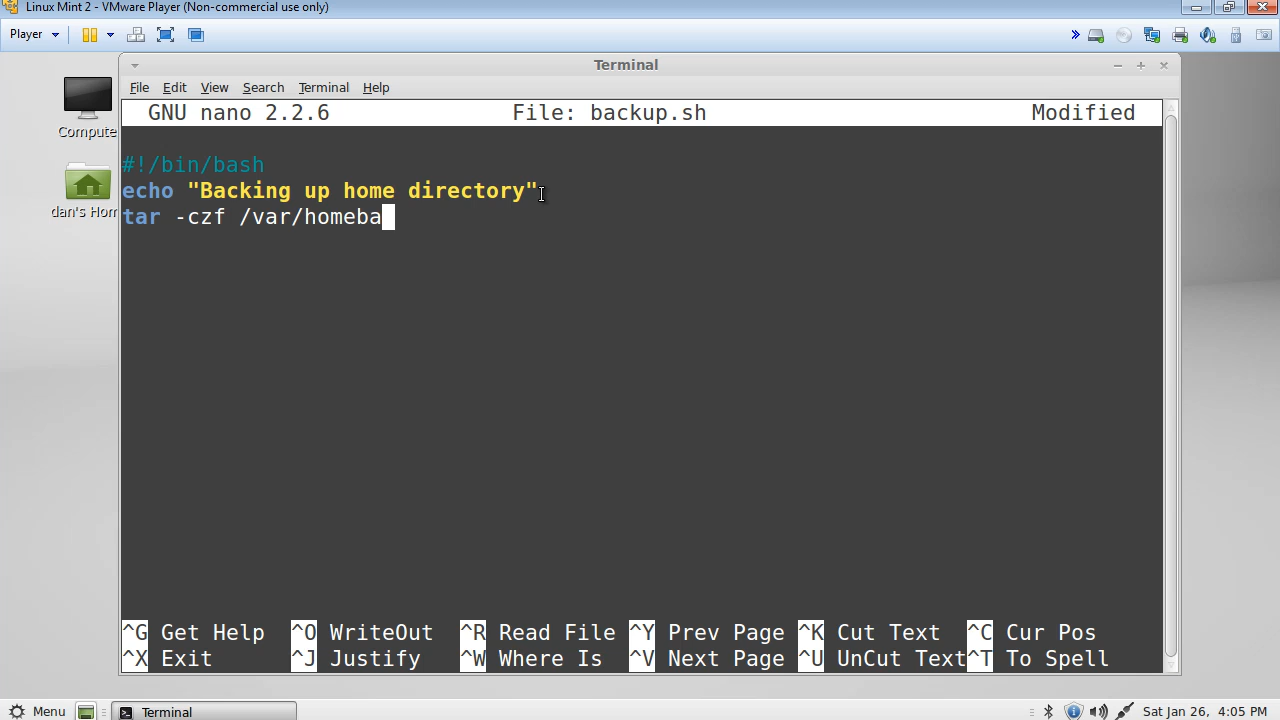 Linux Mint 2 - VMware Player (Non-commercial use only)
Player
Terminal
File Edit View Search Terminal Help
GNU nano 2.2.6 File: backup.sh Modified
#!/bin/bash
echo "Backing up home directory"
tar -czf /var/homeba
^G Get Help ^O WriteOut ^R Read File ^Y Prev Page ^K Cut Text ^C Cur Pos
^X Exit ^J Justify ^W Where Is ^V Next Page ^U UnCut Text ^T To Spell
Compute
dan's Hom
Menu Terminal Sat Jan 26, 4:05 PM